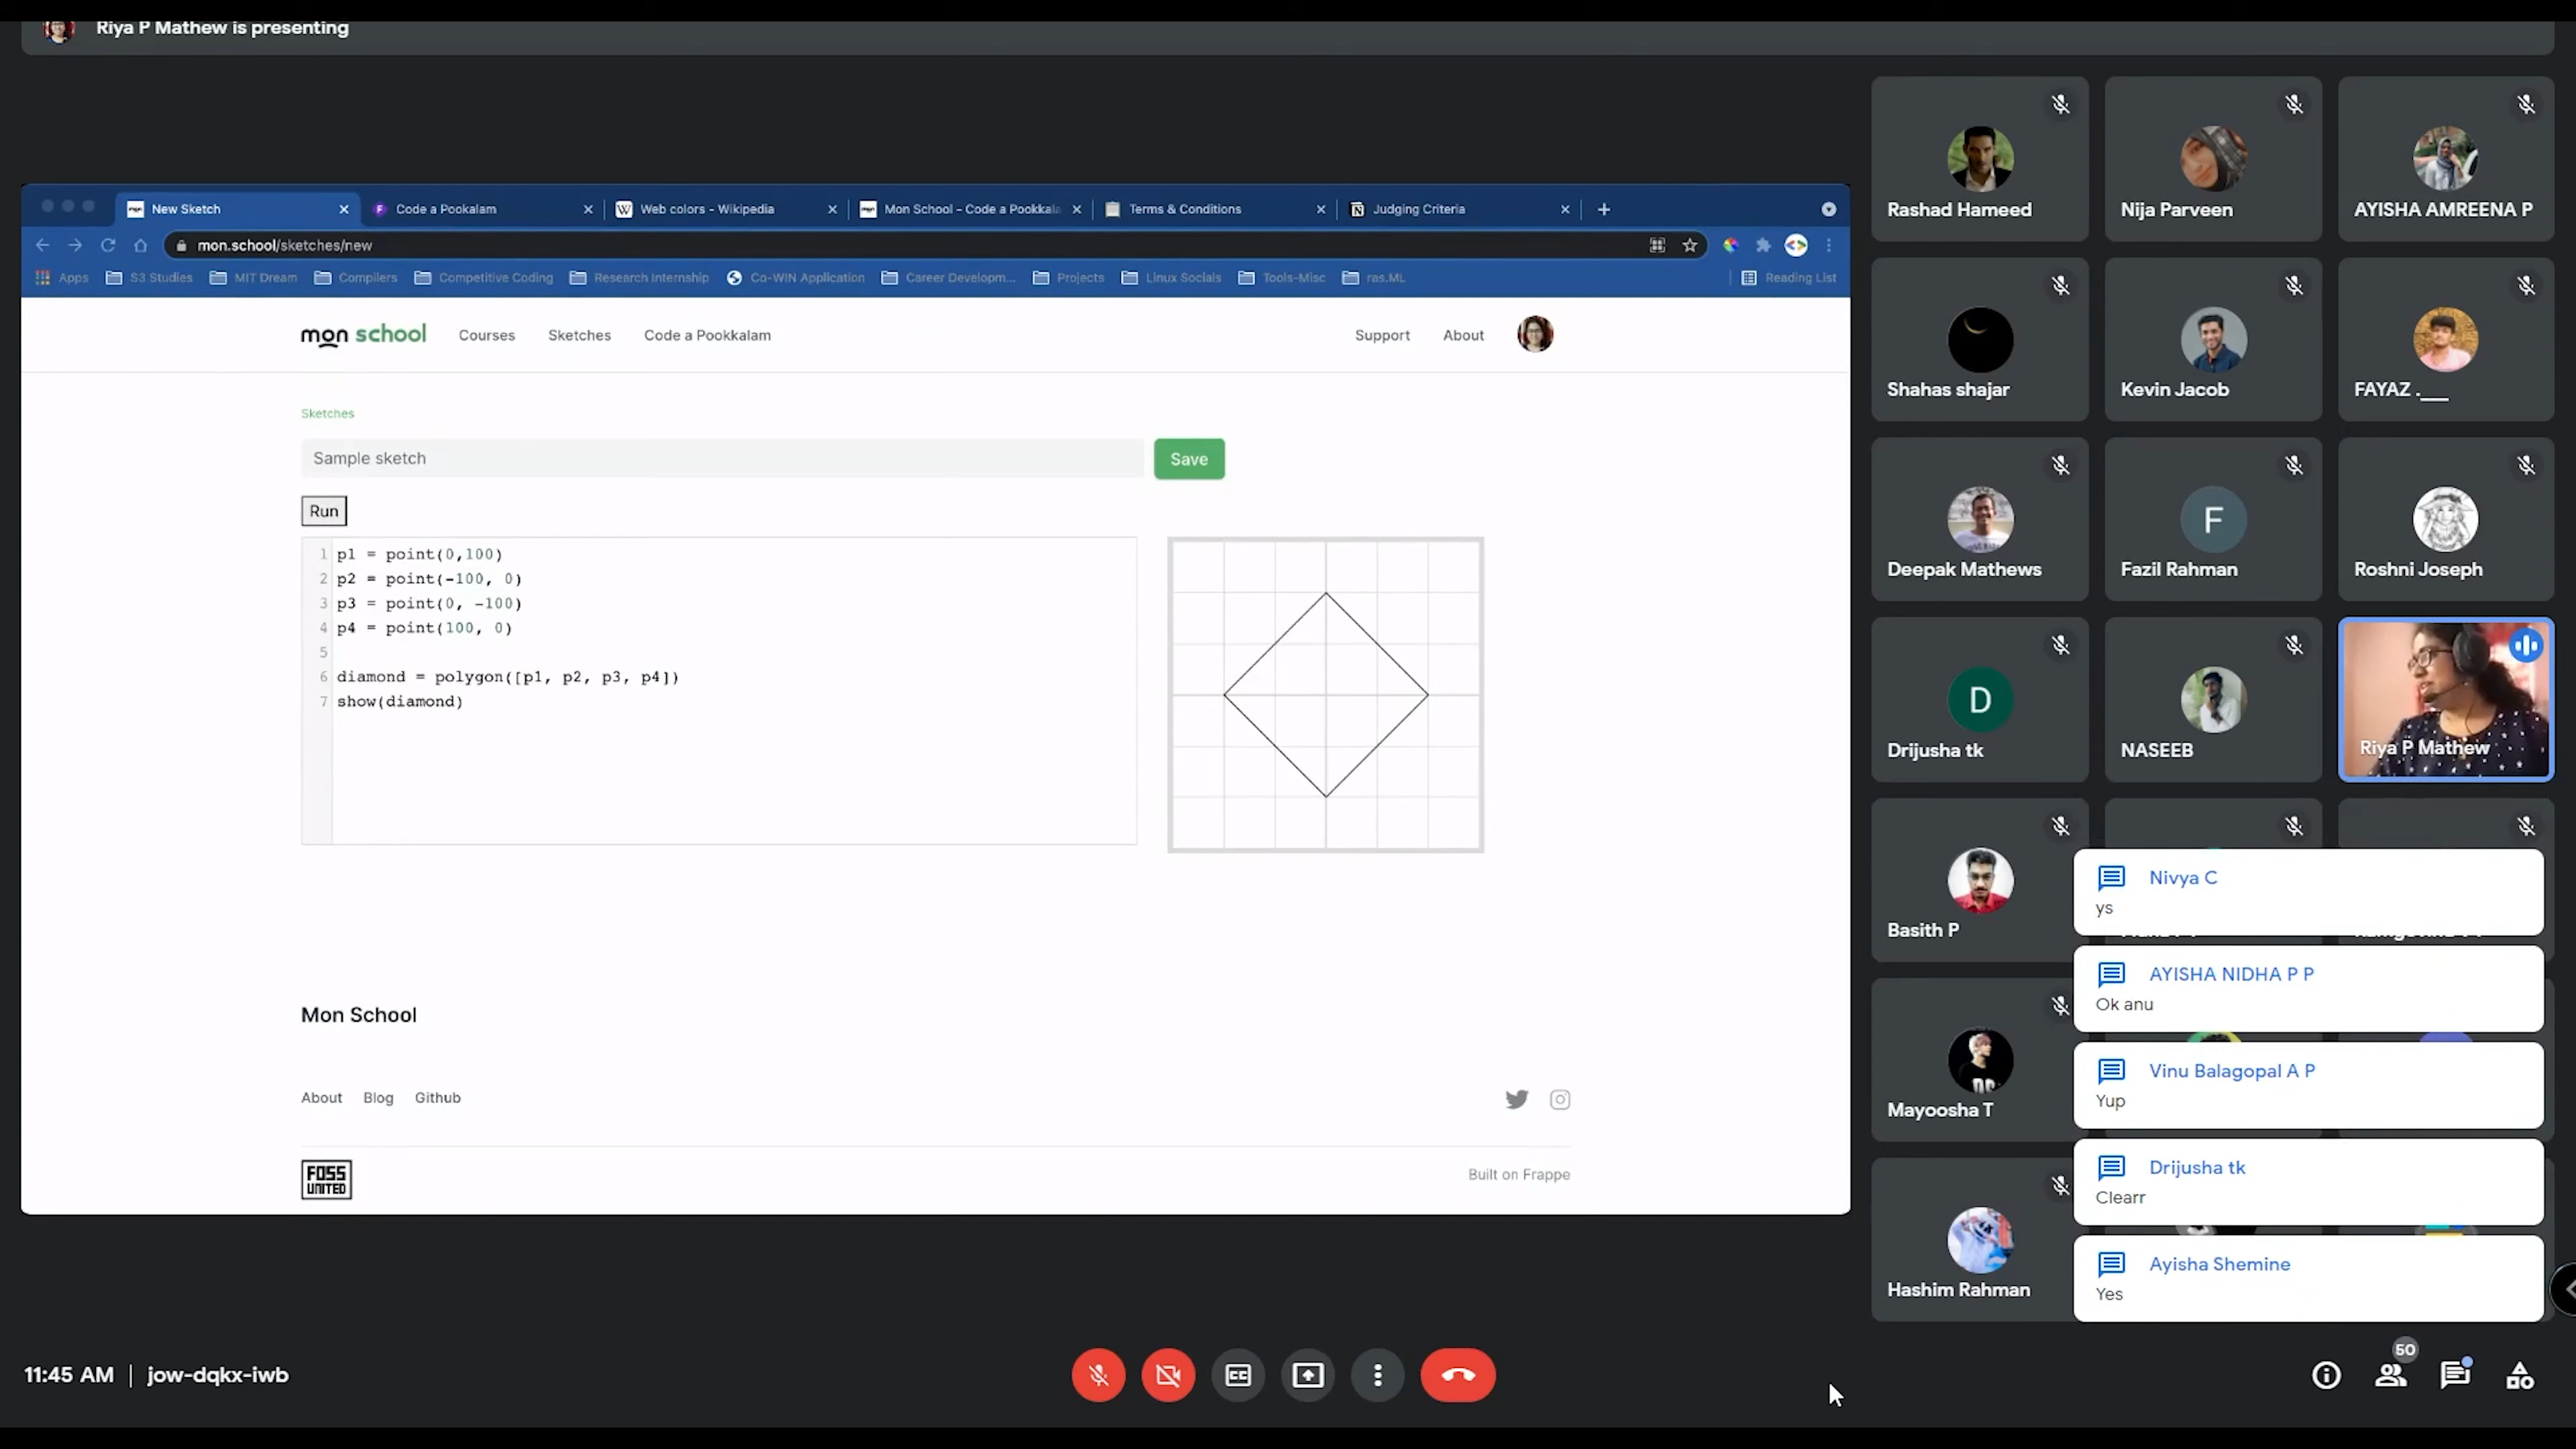 Riya P Mathew is presenting
New Sketch
Code a Pookalam
Web colors - Wikipedia
Mon School - Code a Pookkala
Terms & Conditions
Judging Criteria
mon.school/sketches/new
Apps
S3 Studies
MIT Dream
Compilers
Competitive Coding
Research Internship
Co-WIN Application
Career Developm...
Projects
Linux Socials
Tools-Misc
ras.ML
Reading List
mon school
Courses
Sketches
Code a Pookkalam
Support
About
Sketches
Sample sketch
Save
Run
1 p1 = point(0,100)
2 p2 = point(-100, 0)
3 p3 = point(0, -100)
4 p4 = point(100, 0)
5
6 diamond = polygon([p1, p2, p3, p4])
7 show(diamond)
Mon School
About
Blog
Github
FOSS
UNITED
Built on Frappe
Rashad Hameed
Nija Parveen
AYISHA AMREENA P
Shahas shajar
Kevin Jacob
FAYAZ .___
Deepak Mathews
F
Fazil Rahman
Roshni Joseph
D
Drijusha tk
NASEEB
Riya P Mathew
Basith P
Mayoosha T
Hashim Rahman
Nivya C
ys
AYISHA NIDHA P P
Ok anu
Vinu Balagopal A P
Yup
Drijusha tk
Clearr
Ayisha Shemine
Yes
11:45 AM | jow-dqkx-iwb
50